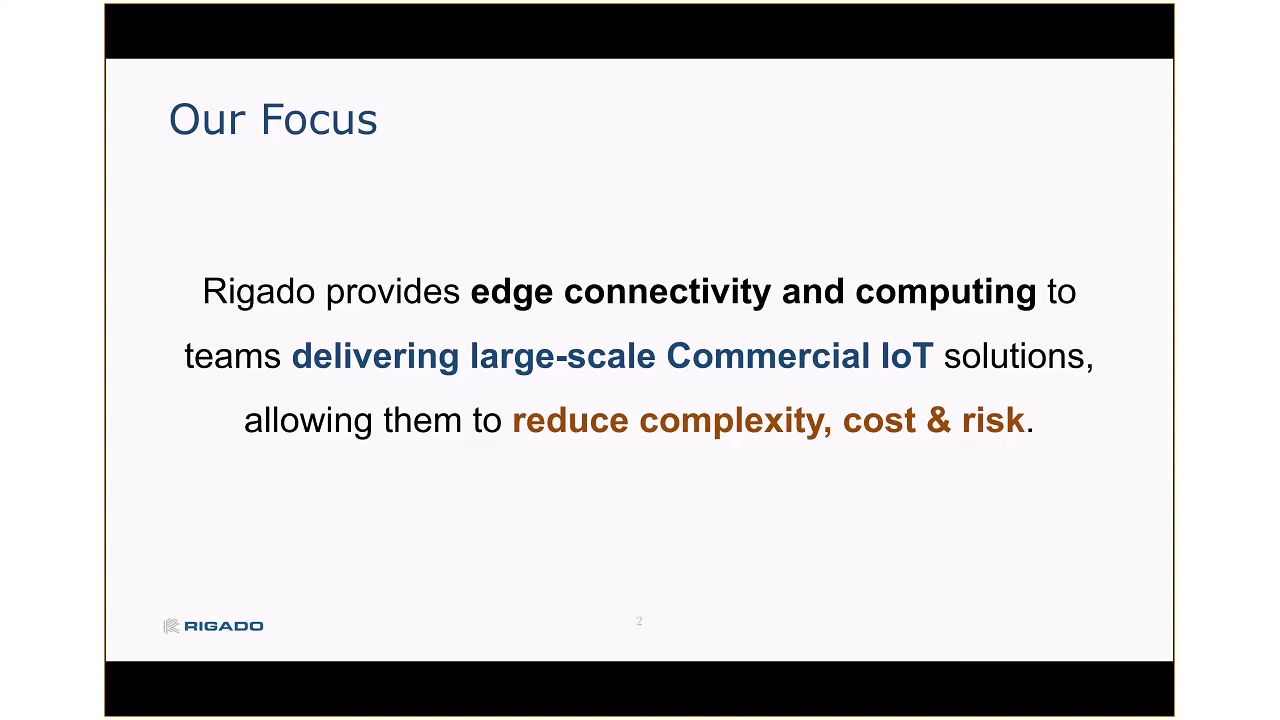 Our Focus
Rigado provides edge connectivity and computing to
teams delivering large-scale Commercial IoT solutions,
allowing them to reduce complexity, cost & risk.
RIGADO
2